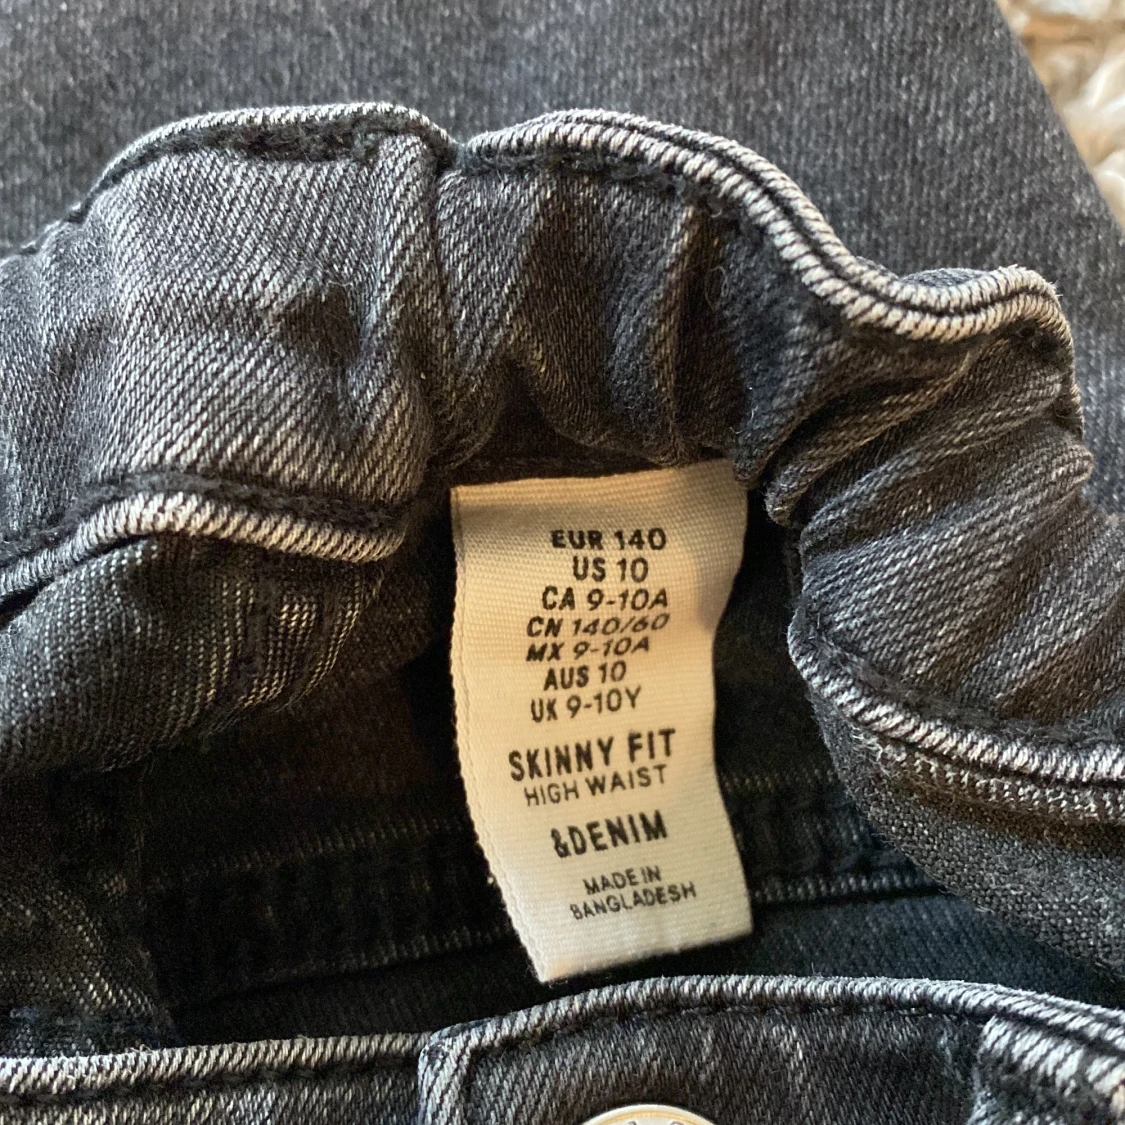 EUR 140
US 10
CA 9-10A
CN 140/60
MX 9-10A
AUS 10
UK 9-10Y
SKINNY FIT
HIGH WAIST
&DENIM
MADE IN
BANGLADESH